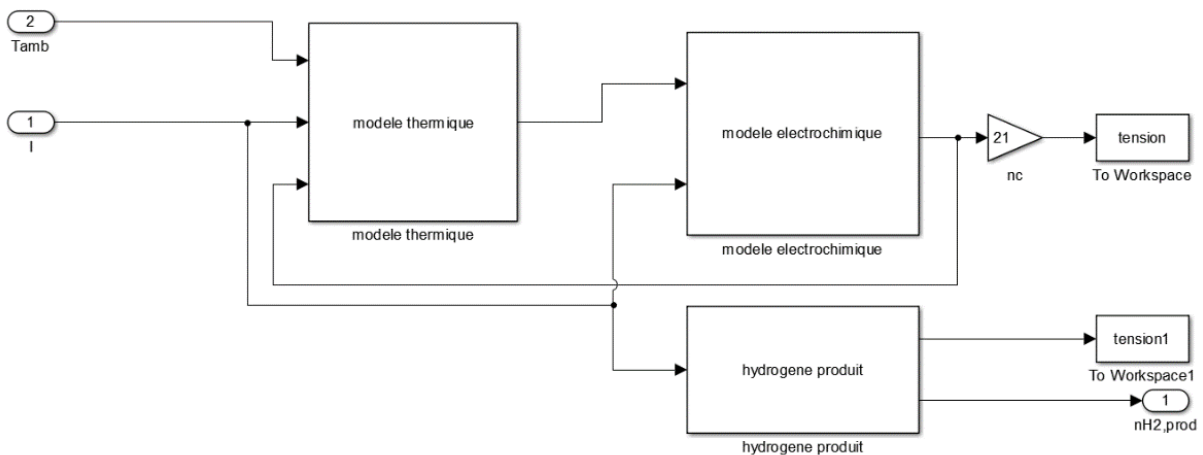 2
Tamb
1
I
modele thermique
modele thermique
modele electrochimique
modele electrochimique
21
nc
tension
To Workspace
hydrogene produit
hydrogene produit
tension1
To Workspace1
1
nH2,prod